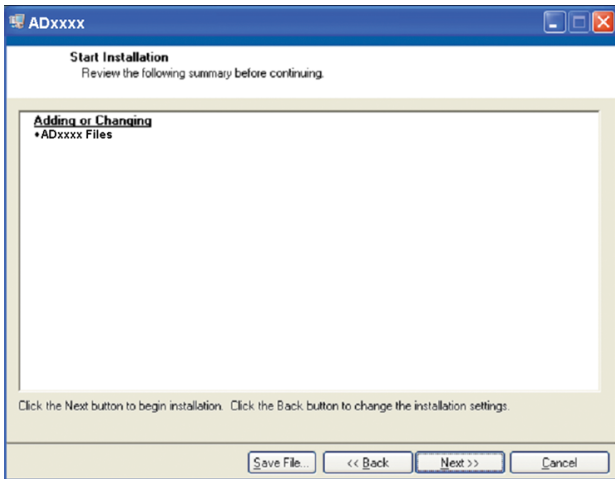 ADxxxx
Start Installation
Review the following summary before continuing.
Adding or Changing
•ADxxxx Files
Click the Next button to begin installation. Click the Back button to change the installation settings.
Save File... << Back Next >> Cancel